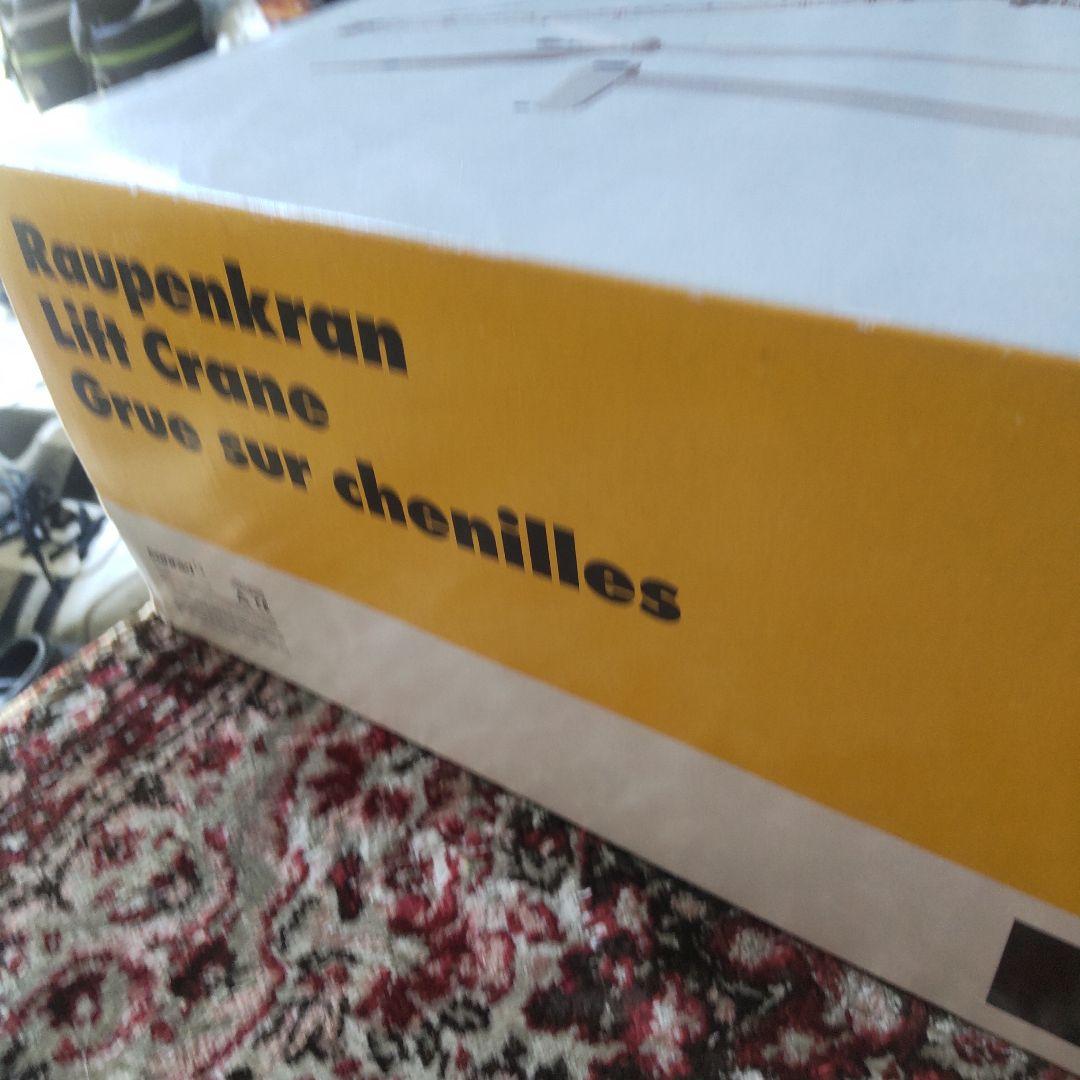 Raupenkran
Lift Crane
Grue sur chenilles